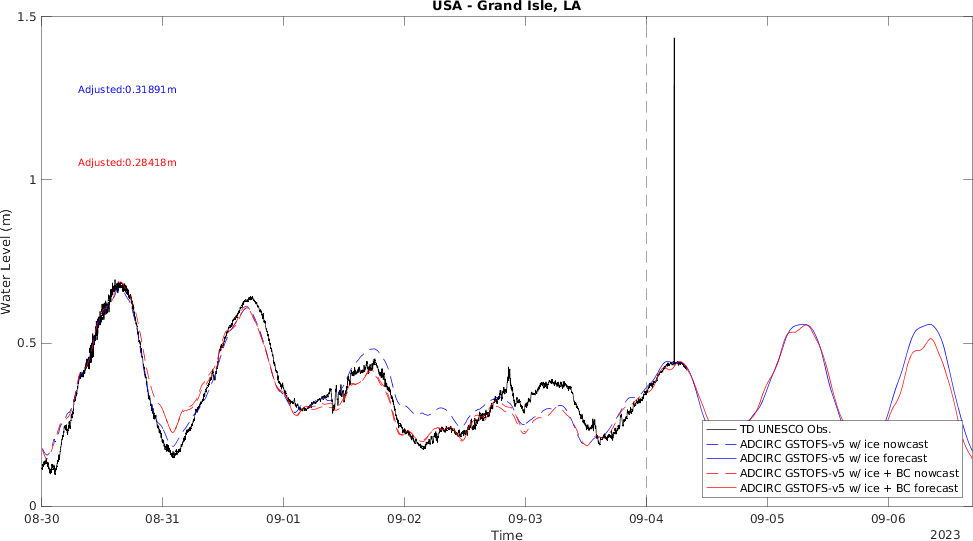 USA - Grand Isle, LA
1.5
Adjusted:0.31891m
Adjusted:0.28418m
1
Water Level (m)
0.5
TD UNESCO Obs.
ADCIRC GSTOFS-v5 w/ ice nowcast
ADCIRC GSTOFS-v5 w/ ice forecast
ADCIRC GSTOFS-v5 w/ ice + BC nowcast
ADCIRC GSTOFS-v5 w/ ice + BC forecast
0
08-30 08-31 09-01 09-02 09-03 09-04 09-05 09-06
Time
2023